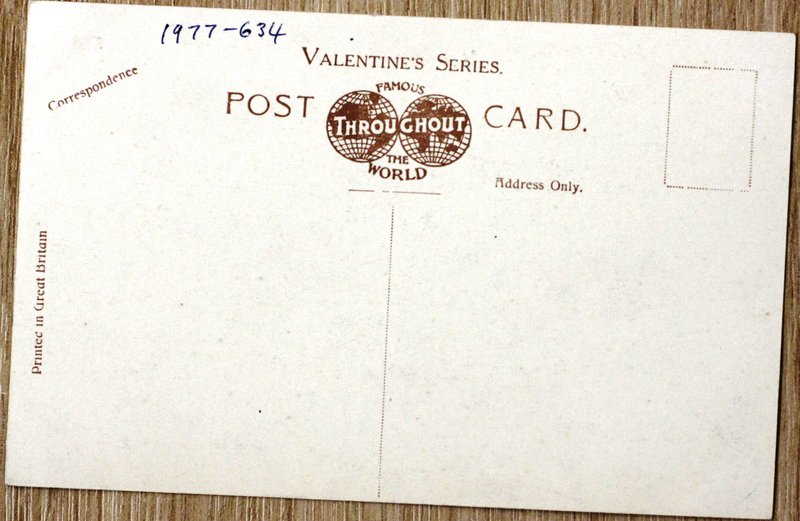 1977-634
VALENTINE'S SERIES.
Correspondence
POST CARD.
FAMOUS
THROUGHOUT
THE
WORLD
Address Only.
Printed in Great Britain